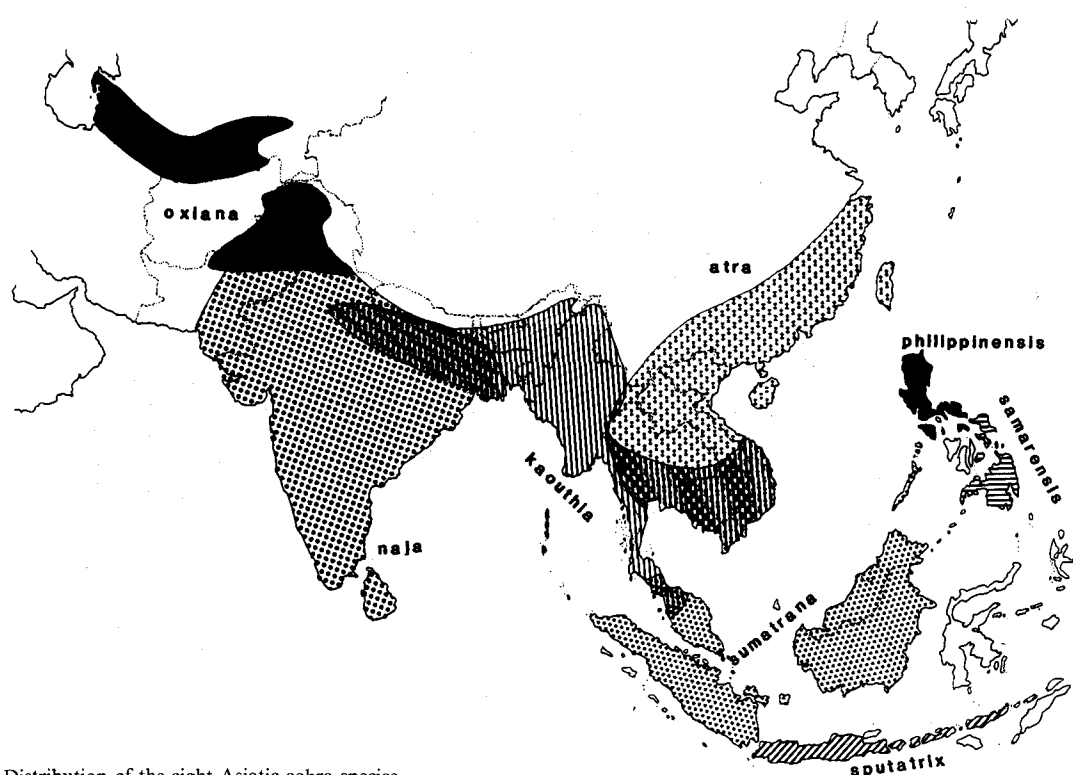 oxiana
atra
philippinensis
samarensis
kaouthia
naja
sumatrana
sputatrix
Distribution of the eight Asiatic cobra species